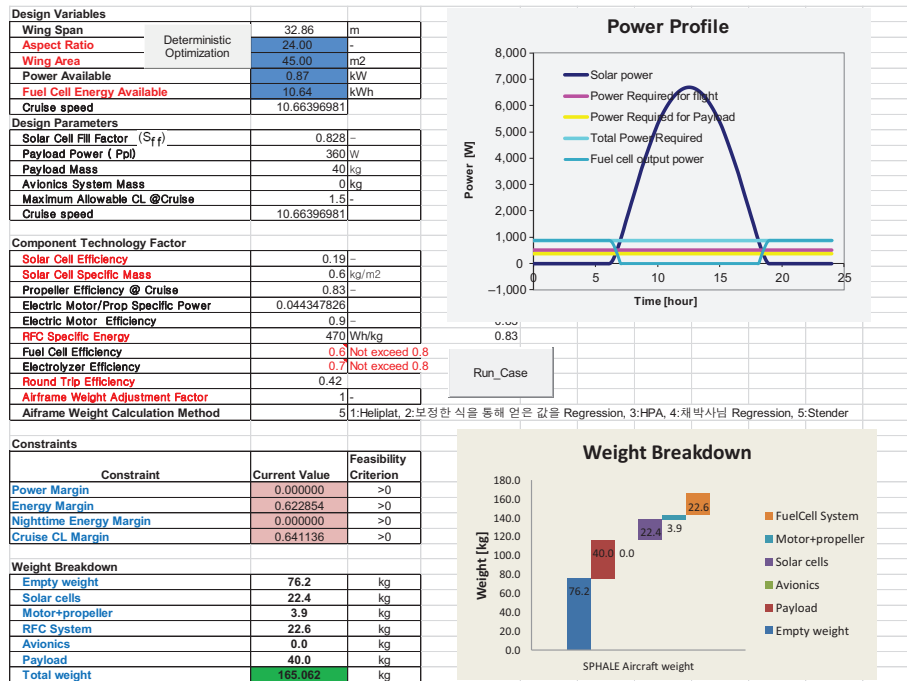 Design Variables
Wing Span 32.86 m
Aspect Ratio 24.00 -
Wing Area 45.00 m2
Power Available 0.87 kW
Fuel Cell Energy Available 10.64 kWh
Cruise speed 10.66396981
Deterministic
Optimization
Design Parameters
Solar Cell Fill Factor (Sff) 0.828 –
Payload Power ( Ppl) 360 W
Payload Mass 40 kg
Avionics System Mass 0 kg
Maximum Allowable CL @Cruise 1.5 -
Cruise speed 10.66396981
Component Technology Factor
Solar Cell Efficiency 0.19 –
Solar Cell Specific Mass 0.6 kg/m2
Propeller Efficiency @ Cruise 0.83 –
Electric Motor/Prop Specific Power 0.044347826
Electric Motor Efficiency 0.9 –
RFC Specific Energy 470 Wh/kg 0.83
Fuel Cell Efficiency 0.6 Not exceed 0.8
Electrolyzer Efficiency 0.7 Not exceed 0.8
Round Trip Efficiency 0.42
Airframe Weight Adjustment Factor 1 -
Aiframe Weight Calculation Method 5 1:Heliplat, 2:보정한 식을 통해 얻은 값을 Regression, 3:HPA, 4:채박사님 Regression, 5:Stender
Run_Case
Power Profile
8,000
7,000
6,000
5,000
4,000
3,000
2,000
1,000
0
–1,000
Power [W]
Solar power
Power Required for flight
Power Required for Payload
Total Power Required
Fuel cell output power
0 5 10 15 20 25
Time [hour]
Constraints
Constraint Current Value Feasibility Criterion
Power Margin 0.000000 >0
Energy Margin 0.622854 >0
Nighttime Energy Margin 0.000000 >0
Cruise CL Margin 0.641136 >0
Weight Breakdown
Empty weight 76.2 kg
Solar cells 22.4 kg
Motor+propeller 3.9 kg
RFC System 22.6 kg
Avionics 0.0 kg
Payload 40.0 kg
Total weight 165.062 kg
Weight Breakdown
180.0
160.0
140.0
120.0
100.0
80.0
60.0
40.0
20.0
0.0
Weight [kg]
76.2
40.0
0.0
22.4
3.9
22.6
SPHALE Aircraft weight
FuelCell System
Motor+propeller
Solar cells
Avionics
Payload
Empty weight